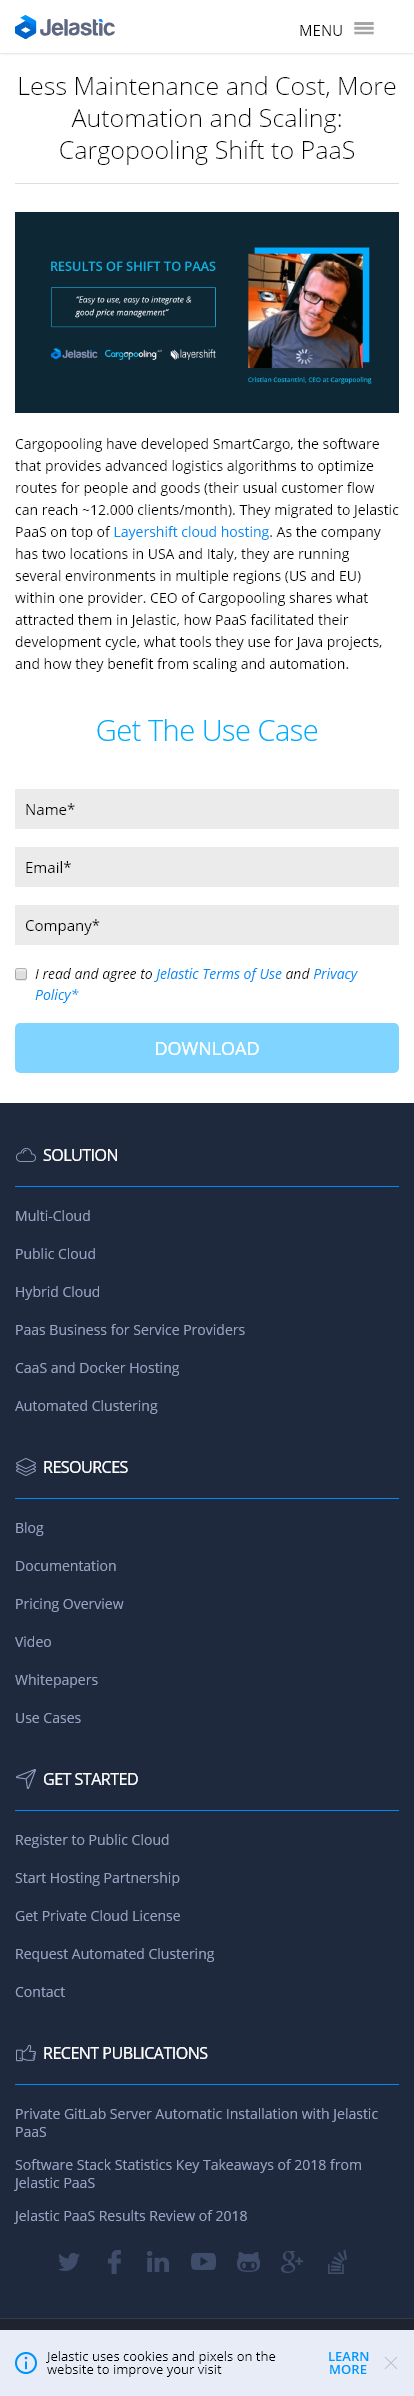 Jelastic
MENU
Less Maintenance and Cost, More
Automation and Scaling:
Cargopooling Shift to PaaS
RESULTS OF SHIFT TO PAAS
"Easy to use, easy to integrate &
good price management"
Jelastic Cargopooling layershift
Cristian Costantini, CEO at Cargopooling
Cargopooling have developed SmartCargo, the software
that provides advanced logistics algorithms to optimize
routes for people and goods (their usual customer flow
can reach ~12.000 clients/month). They migrated to Jelastic
PaaS on top of Layershift cloud hosting. As the company
has two locations in USA and Italy, they are running
several environments in multiple regions (US and EU)
within one provider. CEO of Cargopooling shares what
attracted them in Jelastic, how PaaS facilitated their
development cycle, what tools they use for Java projects,
and how they benefit from scaling and automation.
Get The Use Case
Name*
Email*
Company*
I read and agree to Jelastic Terms of Use and Privacy
Policy*
DOWNLOAD
SOLUTION
Multi-Cloud
Public Cloud
Hybrid Cloud
Paas Business for Service Providers
CaaS and Docker Hosting
Automated Clustering
RESOURCES
Blog
Documentation
Pricing Overview
Video
Whitepapers
Use Cases
GET STARTED
Register to Public Cloud
Start Hosting Partnership
Get Private Cloud License
Request Automated Clustering
Contact
RECENT PUBLICATIONS
Private GitLab Server Automatic Installation with Jelastic
PaaS
Software Stack Statistics Key Takeaways of 2018 from
Jelastic PaaS
Jelastic PaaS Results Review of 2018
Jelastic uses cookies and pixels on the
website to improve your visit
LEARN
MORE